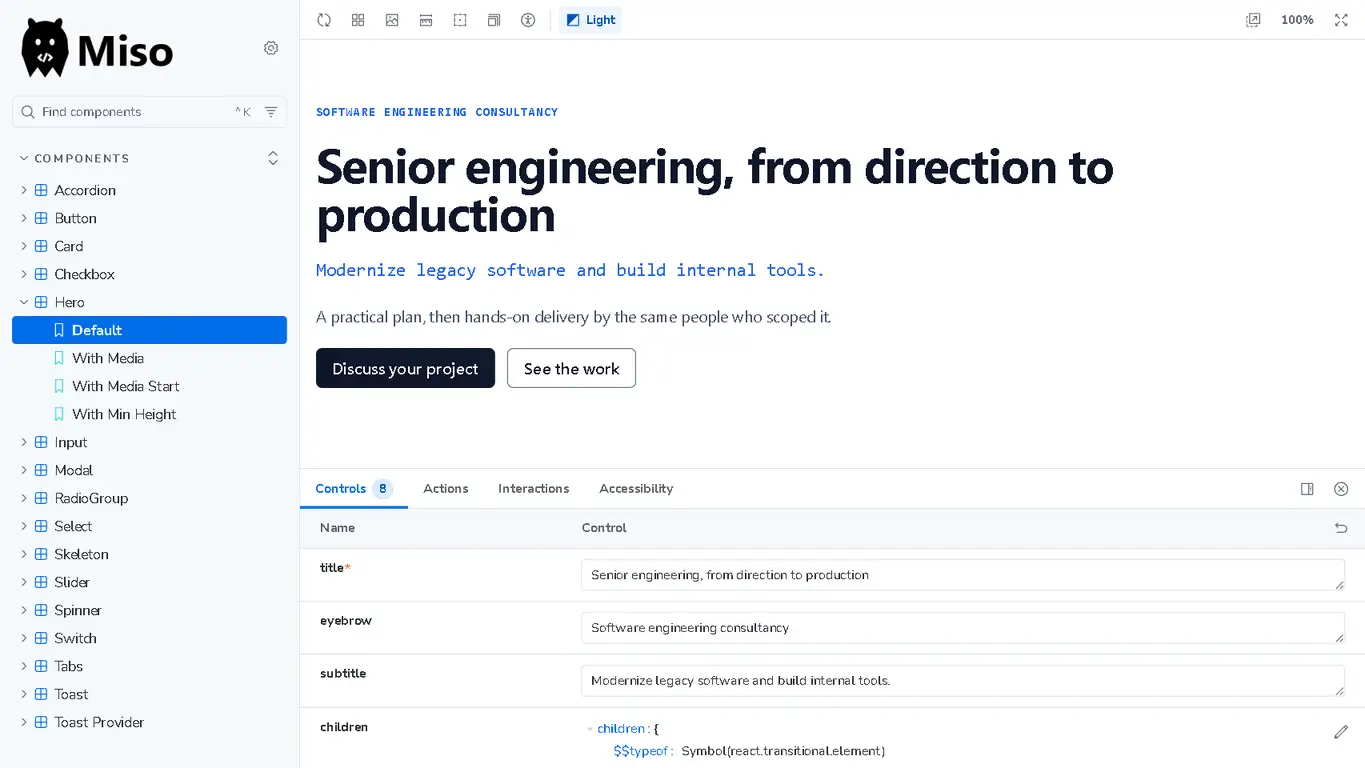 Miso
Find components
^ K
COMPONENTS
Accordion
Button
Card
Checkbox
Hero
Default
With Media
With Media Start
With Min Height
Input
Modal
RadioGroup
Select
Skeleton
Slider
Spinner
Switch
Tabs
Toast
Toast Provider
Light
100%
SOFTWARE ENGINEERING CONSULTANCY
Senior engineering, from direction to
production
Modernize legacy software and build internal tools.
A practical plan, then hands-on delivery by the same people who scoped it.
Discuss your project
See the work
Controls 8
Actions
Interactions
Accessibility
Name
Control
title*
Senior engineering, from direction to production
eyebrow
Software engineering consultancy
subtitle
Modernize legacy software and build internal tools.
children
children : {
$$typeof : Symbol(react.transitional.element)